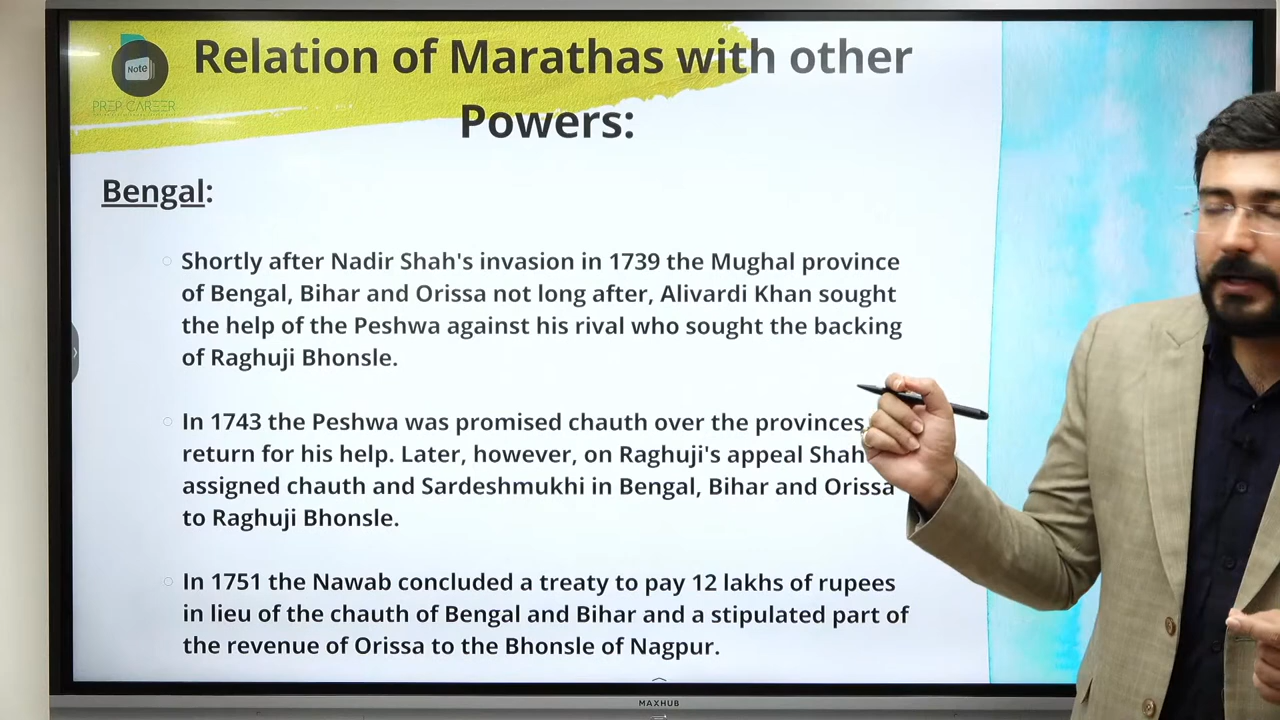 Note
PREP CAREER
Relation of Marathas with other
Powers:
Bengal:
Shortly after Nadir Shah's invasion in 1739 the Mughal province
of Bengal, Bihar and Orissa not long after, Alivardi Khan sought
the help of the Peshwa against his rival who sought the backing
of Raghuji Bhonsle.
In 1743 the Peshwa was promised chauth over the provinces
return for his help. Later, however, on Raghuji's appeal Shah
assigned chauth and Sardeshmukhi in Bengal, Bihar and Orissa
to Raghuji Bhonsle.
In 1751 the Nawab concluded a treaty to pay 12 lakhs of rupees
in lieu of the chauth of Bengal and Bihar and a stipulated part of
the revenue of Orissa to the Bhonsle of Nagpur.
MAXHUB